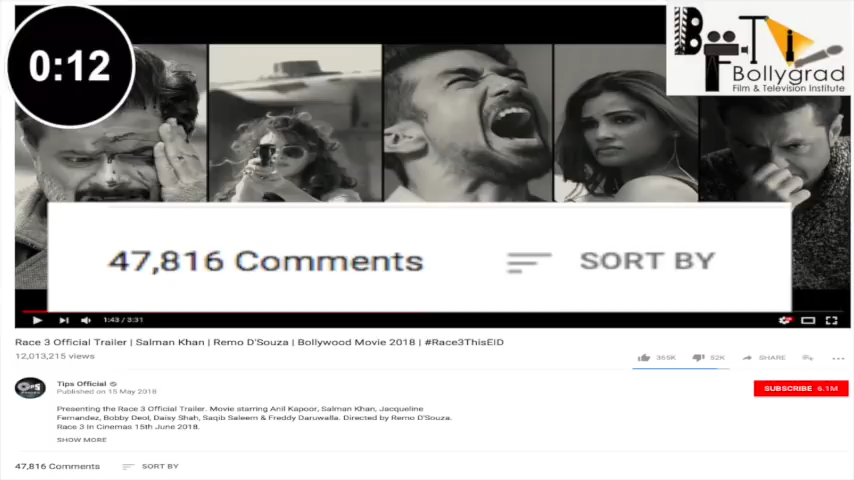 0:12
B
F T i
Bollygrad
Film & Television Institute
47,816 Comments SORT BY
1:43 / 3:31
Race 3 Official Trailer | Salman Khan | Remo D'Souza | Bollywood Movie 2018 | #Race3ThisEID
12,013,215 views
365K 52K SHARE
Tips Official
Published on 15 May 2018
SUBSCRIBE 6.1M
Presenting the Race 3 Official Trailer. Movie starring Anil Kapoor, Salman Khan, Jacqueline
Fernandez, Bobby Deol, Daisy Shah, Saqib Saleem & Freddy Daruwalla. Directed by Remo D'Souza.
Race 3 In Cinemas 15th June 2018.
SHOW MORE
47,816 Comments SORT BY